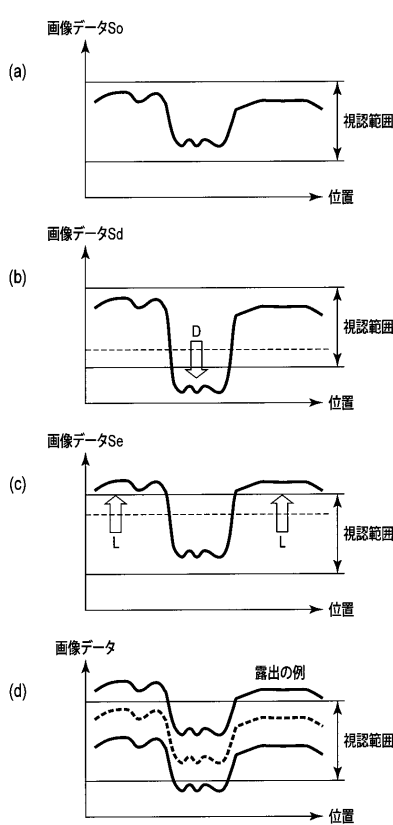 画像データSo
(a)
視認範囲
位置
画像データSd
(b)
D
視認範囲
位置
画像データSe
(c)
L
L
視認範囲
位置
画像データ
露出の例
(d)
視認範囲
位置